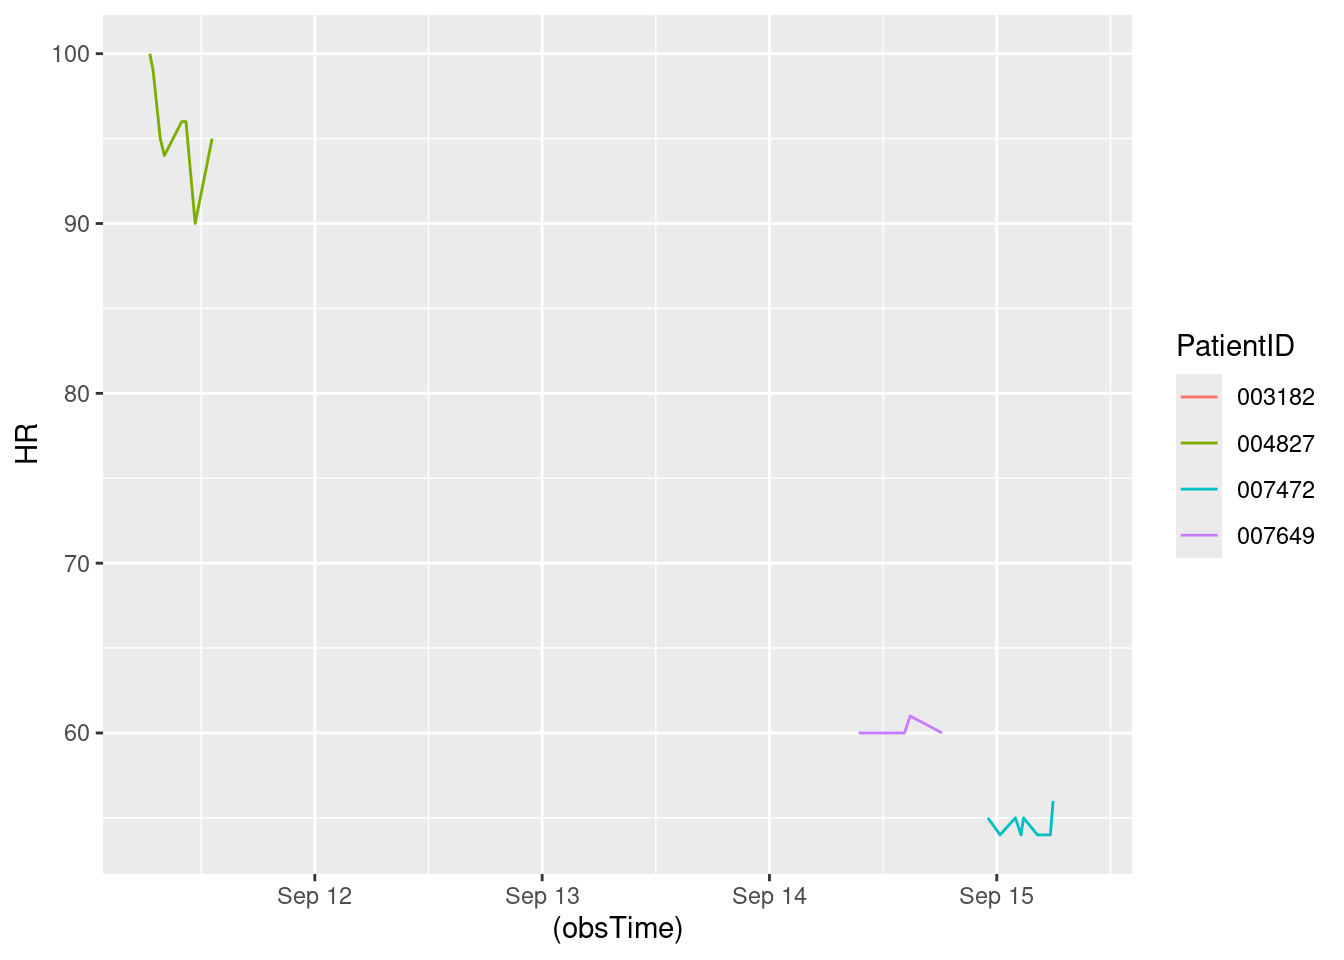 100
90
80
70
60
HR
Sep 12
Sep 13
Sep 14
Sep 15
(obsTime)
PatientID
003182
004827
007472
007649